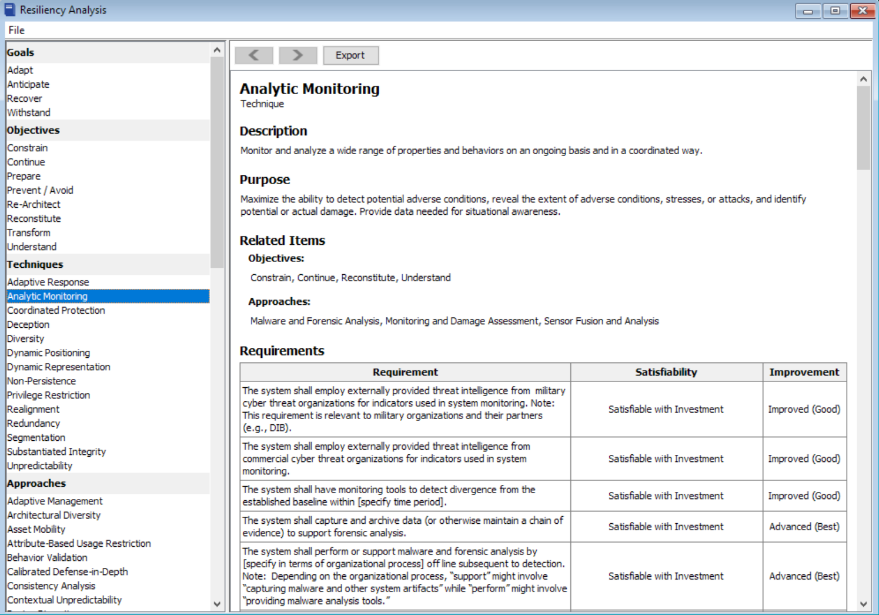 Resiliency Analysis
File
Goals
Adapt
Anticipate
Recover
Withstand
Objectives
Constrain
Continue
Prepare
Prevent / Avoid
Re-Architect
Reconstitute
Transform
Understand
Techniques
Adaptive Response
Analytic Monitoring
Coordinated Protection
Deception
Diversity
Dynamic Positioning
Dynamic Representation
Non-Persistence
Privilege Restriction
Realignment
Redundancy
Segmentation
Substantiated Integrity
Unpredictability
Approaches
Adaptive Management
Architectural Diversity
Asset Mobility
Attribute-Based Usage Restriction
Behavior Validation
Calibrated Defense-in-Depth
Consistency Analysis
Contextual Unpredictability
Export
Analytic Monitoring
Technique
Description
Monitor and analyze a wide range of properties and behaviors on an ongoing basis and in a coordinated way.
Purpose
Maximize the ability to detect potential adverse conditions, reveal the extent of adverse conditions, stresses, or attacks, and identify
potential or actual damage. Provide data needed for situational awareness.
Related Items
Objectives:
Constrain, Continue, Reconstitute, Understand
Approaches:
Malware and Forensic Analysis, Monitoring and Damage Assessment, Sensor Fusion and Analysis
Requirements
Requirement Satisfiability Improvement
The system shall employ externally provided threat intelligence from military
cyber threat organizations for indicators used in system monitoring. Note:
This requirement is relevant to military organizations and their partners
(e.g., DIB).
Satisfiable with Investment
Improved (Good)
The system shall employ externally provided threat intelligence from
commercial cyber threat organizations for indicators used in system
monitoring.
Satisfiable with Investment
Improved (Good)
The system shall have monitoring tools to detect divergence from the
established baseline within [specify time period].
Satisfiable with Investment
Improved (Good)
The system shall capture and archive data (or otherwise maintain a chain of
evidence) to support forensic analysis.
Satisfiable with Investment
Advanced (Best)
The system shall perform or support malware and forensic analysis by
[specify in terms of organizational process] off line subsequent to detection.
Note: Depending on the organizational process, “support” might involve
“capturing malware and other system artifacts” while “perform” might involve
“providing malware analysis tools.”
Satisfiable with Investment
Advanced (Best)